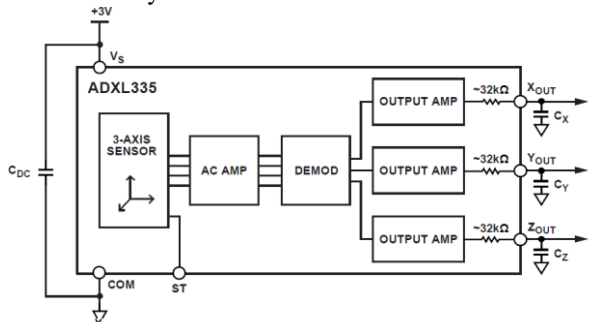 +3V
VS
ADXL335
3-AXIS
SENSOR
AC AMP
DEMOD
OUTPUT AMP
~32kΩ
XOUT
CX
OUTPUT AMP
~32kΩ
YOUT
CY
OUTPUT AMP
~32kΩ
ZOUT
CZ
CDC
COM
ST